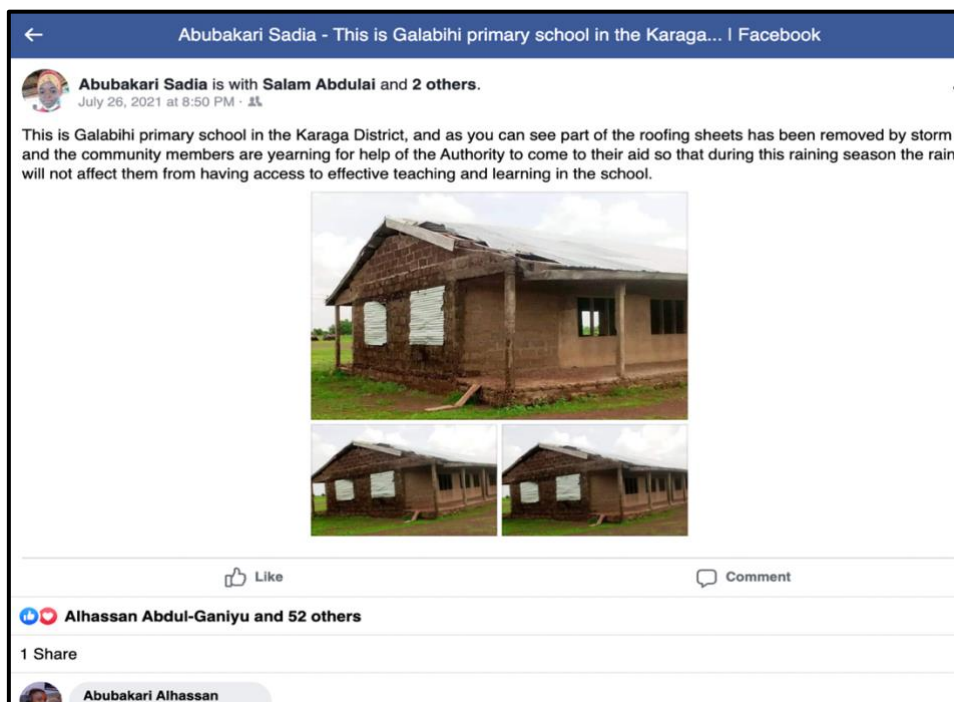 Abubakari Sadia - This is Galabihi primary school in the Karaga... I Facebook
Abubakari Sadia is with Salam Abdulai and 2 others.
July 26, 2021 at 8:50 PM ·
This is Galabihi primary school in the Karaga District, and as you can see part of the roofing sheets has been removed by storm
and the community members are yearning for help of the Authority to come to their aid so that during this raining season the rain
will not affect them from having access to effective teaching and learning in the school.
Like
Comment
Alhassan Abdul-Ganiyu and 52 others
1 Share
Abubakari Alhassan